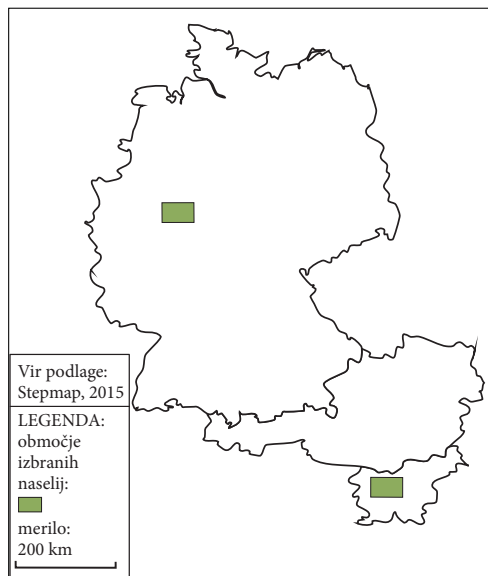 Vir podlage:
Stepmap, 2015
LEGENDA:
območje
izbranih
naselij:
merilo:
200 km